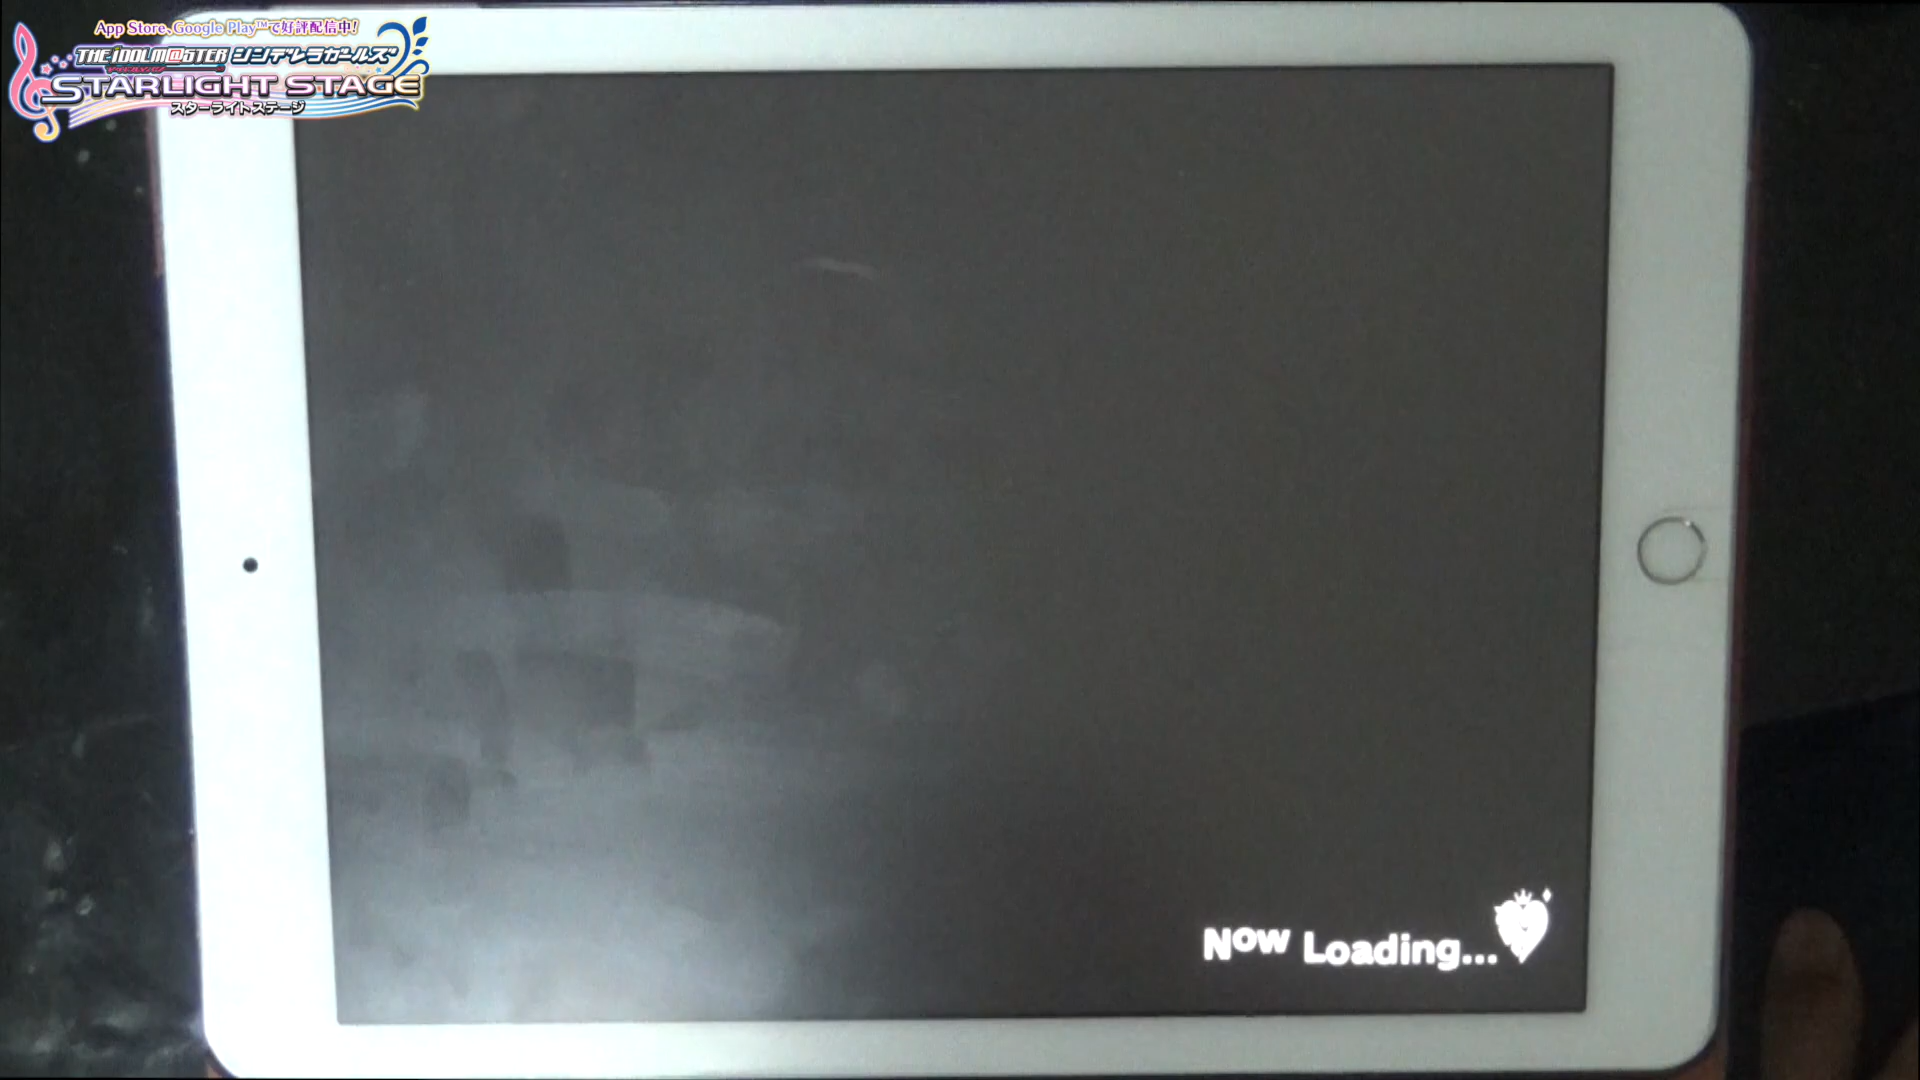 App Store、Google Play™で好評配信中!
THE iDOLM@STER シンデレラガールズ
STARLIGHT STAGE
スターライトステージ
Now Loading...